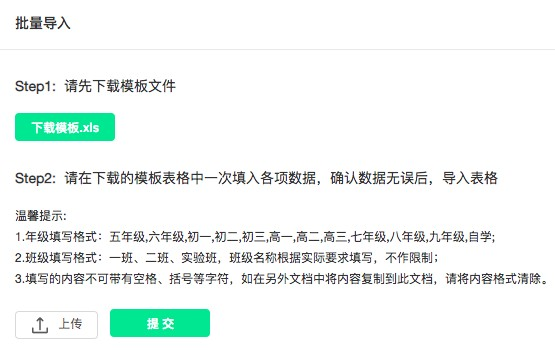 批量导入
Step1: 请先下载模板文件
下载模板.xls
Step2: 请在下载的模板表格中一次填入各项数据，确认数据无误后，导入表格
温馨提示:
1.年级填写格式：五年级,六年级,初一,初二,初三,高一,高二,高三,七年级,八年级,九年级,自学;
2.班级填写格式：一班、二班、实验班，班级名称根据实际要求填写，不作限制；
3.填写的内容不可带有空格、括号等字符，如在另外文档中将内容复制到此文档，请将内容格式清除。
上传
提 交